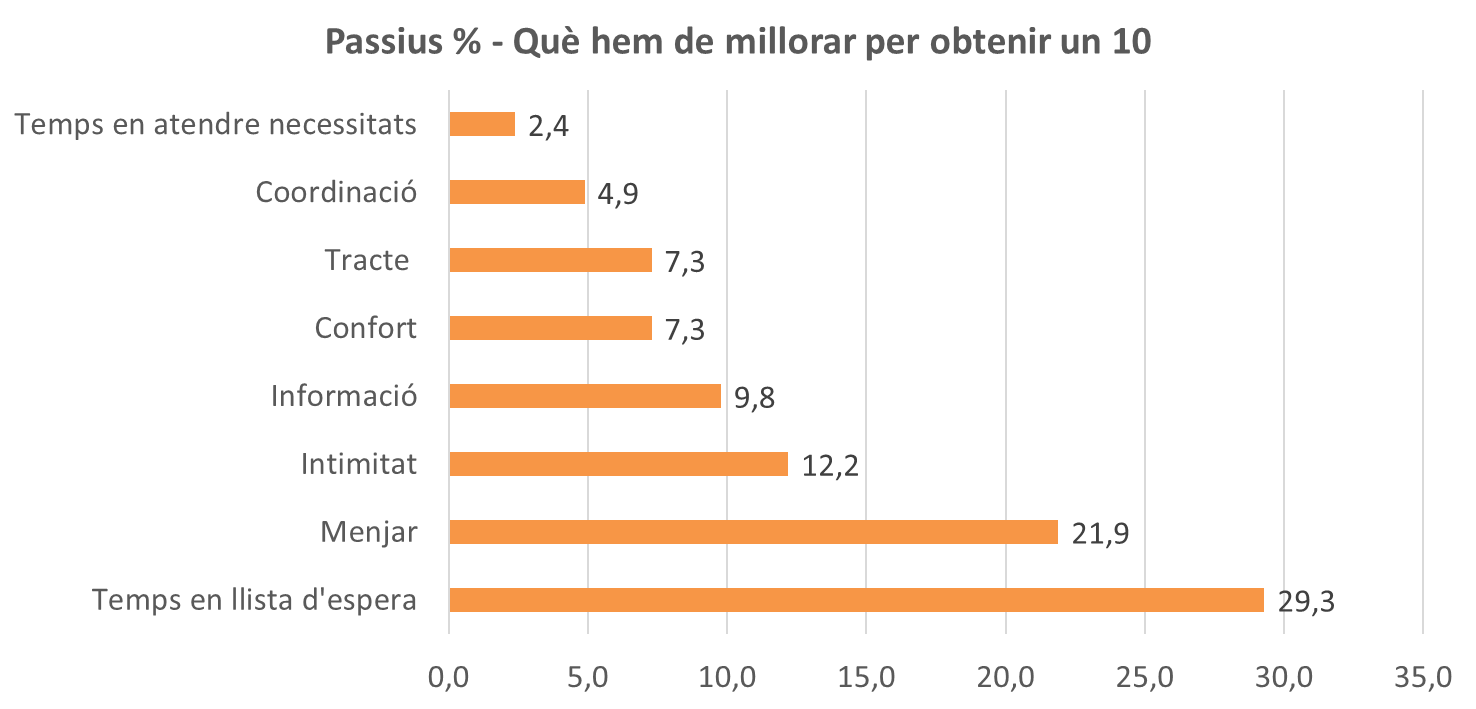 Passius % - Què hem de millorar per obtenir un 10
Temps en atendre necessitats 2,4
Coordinació 4,9
Tracte 7,3
Confort 7,3
Informació 9,8
Intimitat 12,2
Menjar 21,9
Temps en llista d'espera 29,3
0,0 5,0 10,0 15,0 20,0 25,0 30,0 35,0